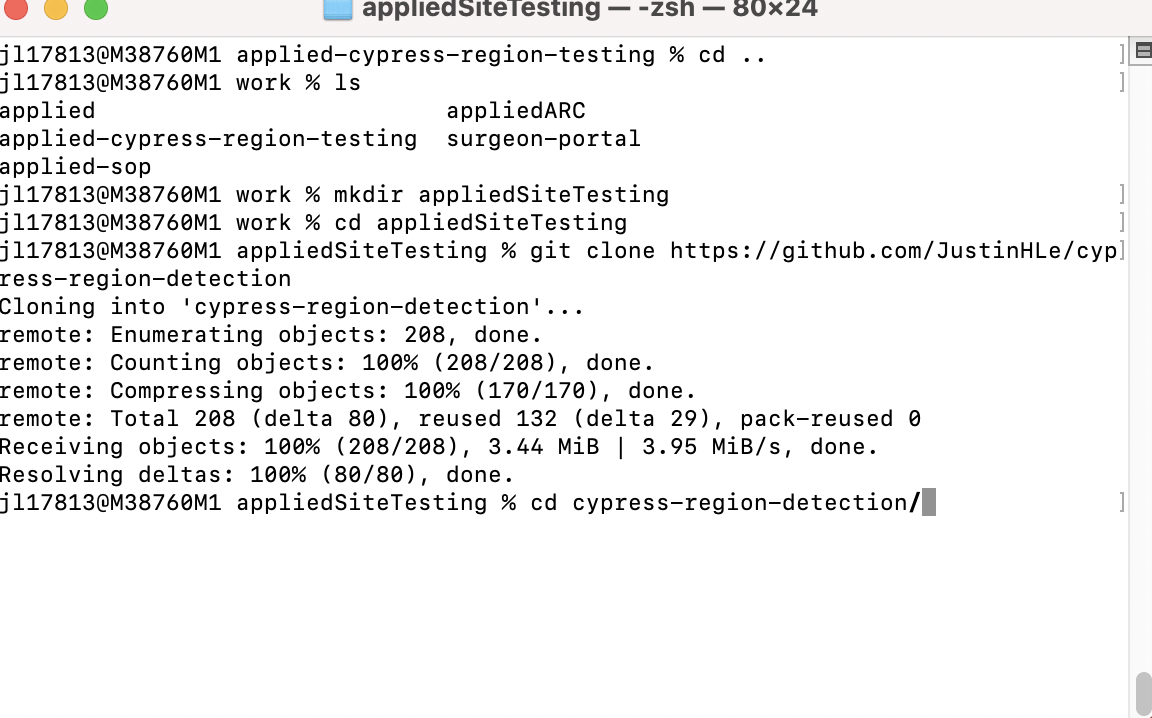 appliedSiteTesting — -zsh — 80×24
jl17813@M38760M1 applied-cypress-region-testing % cd ..
jl17813@M38760M1 work % ls
applied appliedARC
applied-cypress-region-testing surgeon-portal
applied-sop
jl17813@M38760M1 work % mkdir appliedSiteTesting
jl17813@M38760M1 work % cd appliedSiteTesting
jl17813@M38760M1 appliedSiteTesting % git clone https://github.com/JustinHLe/cyp
ress-region-detection
Cloning into 'cypress-region-detection'...
remote: Enumerating objects: 208, done.
remote: Counting objects: 100% (208/208), done.
remote: Compressing objects: 100% (170/170), done.
remote: Total 208 (delta 80), reused 132 (delta 29), pack-reused 0
Receiving objects: 100% (208/208), 3.44 MiB | 3.95 MiB/s, done.
Resolving deltas: 100% (80/80), done.
jl17813@M38760M1 appliedSiteTesting % cd cypress-region-detection/